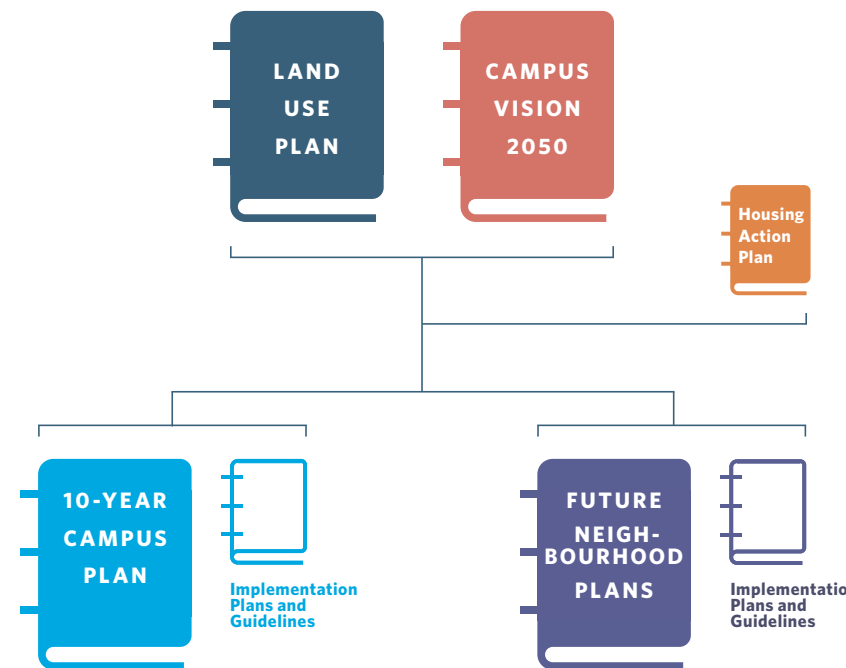 LAND
USE
PLAN
CAMPUS
VISION
2050
Housing
Action
Plan
10-YEAR
CAMPUS
PLAN
Implementation
Plans and
Guidelines
FUTURE
NEIGH-
BOURHOOD
PLANS
Implementatio
Plans and
Guidelines